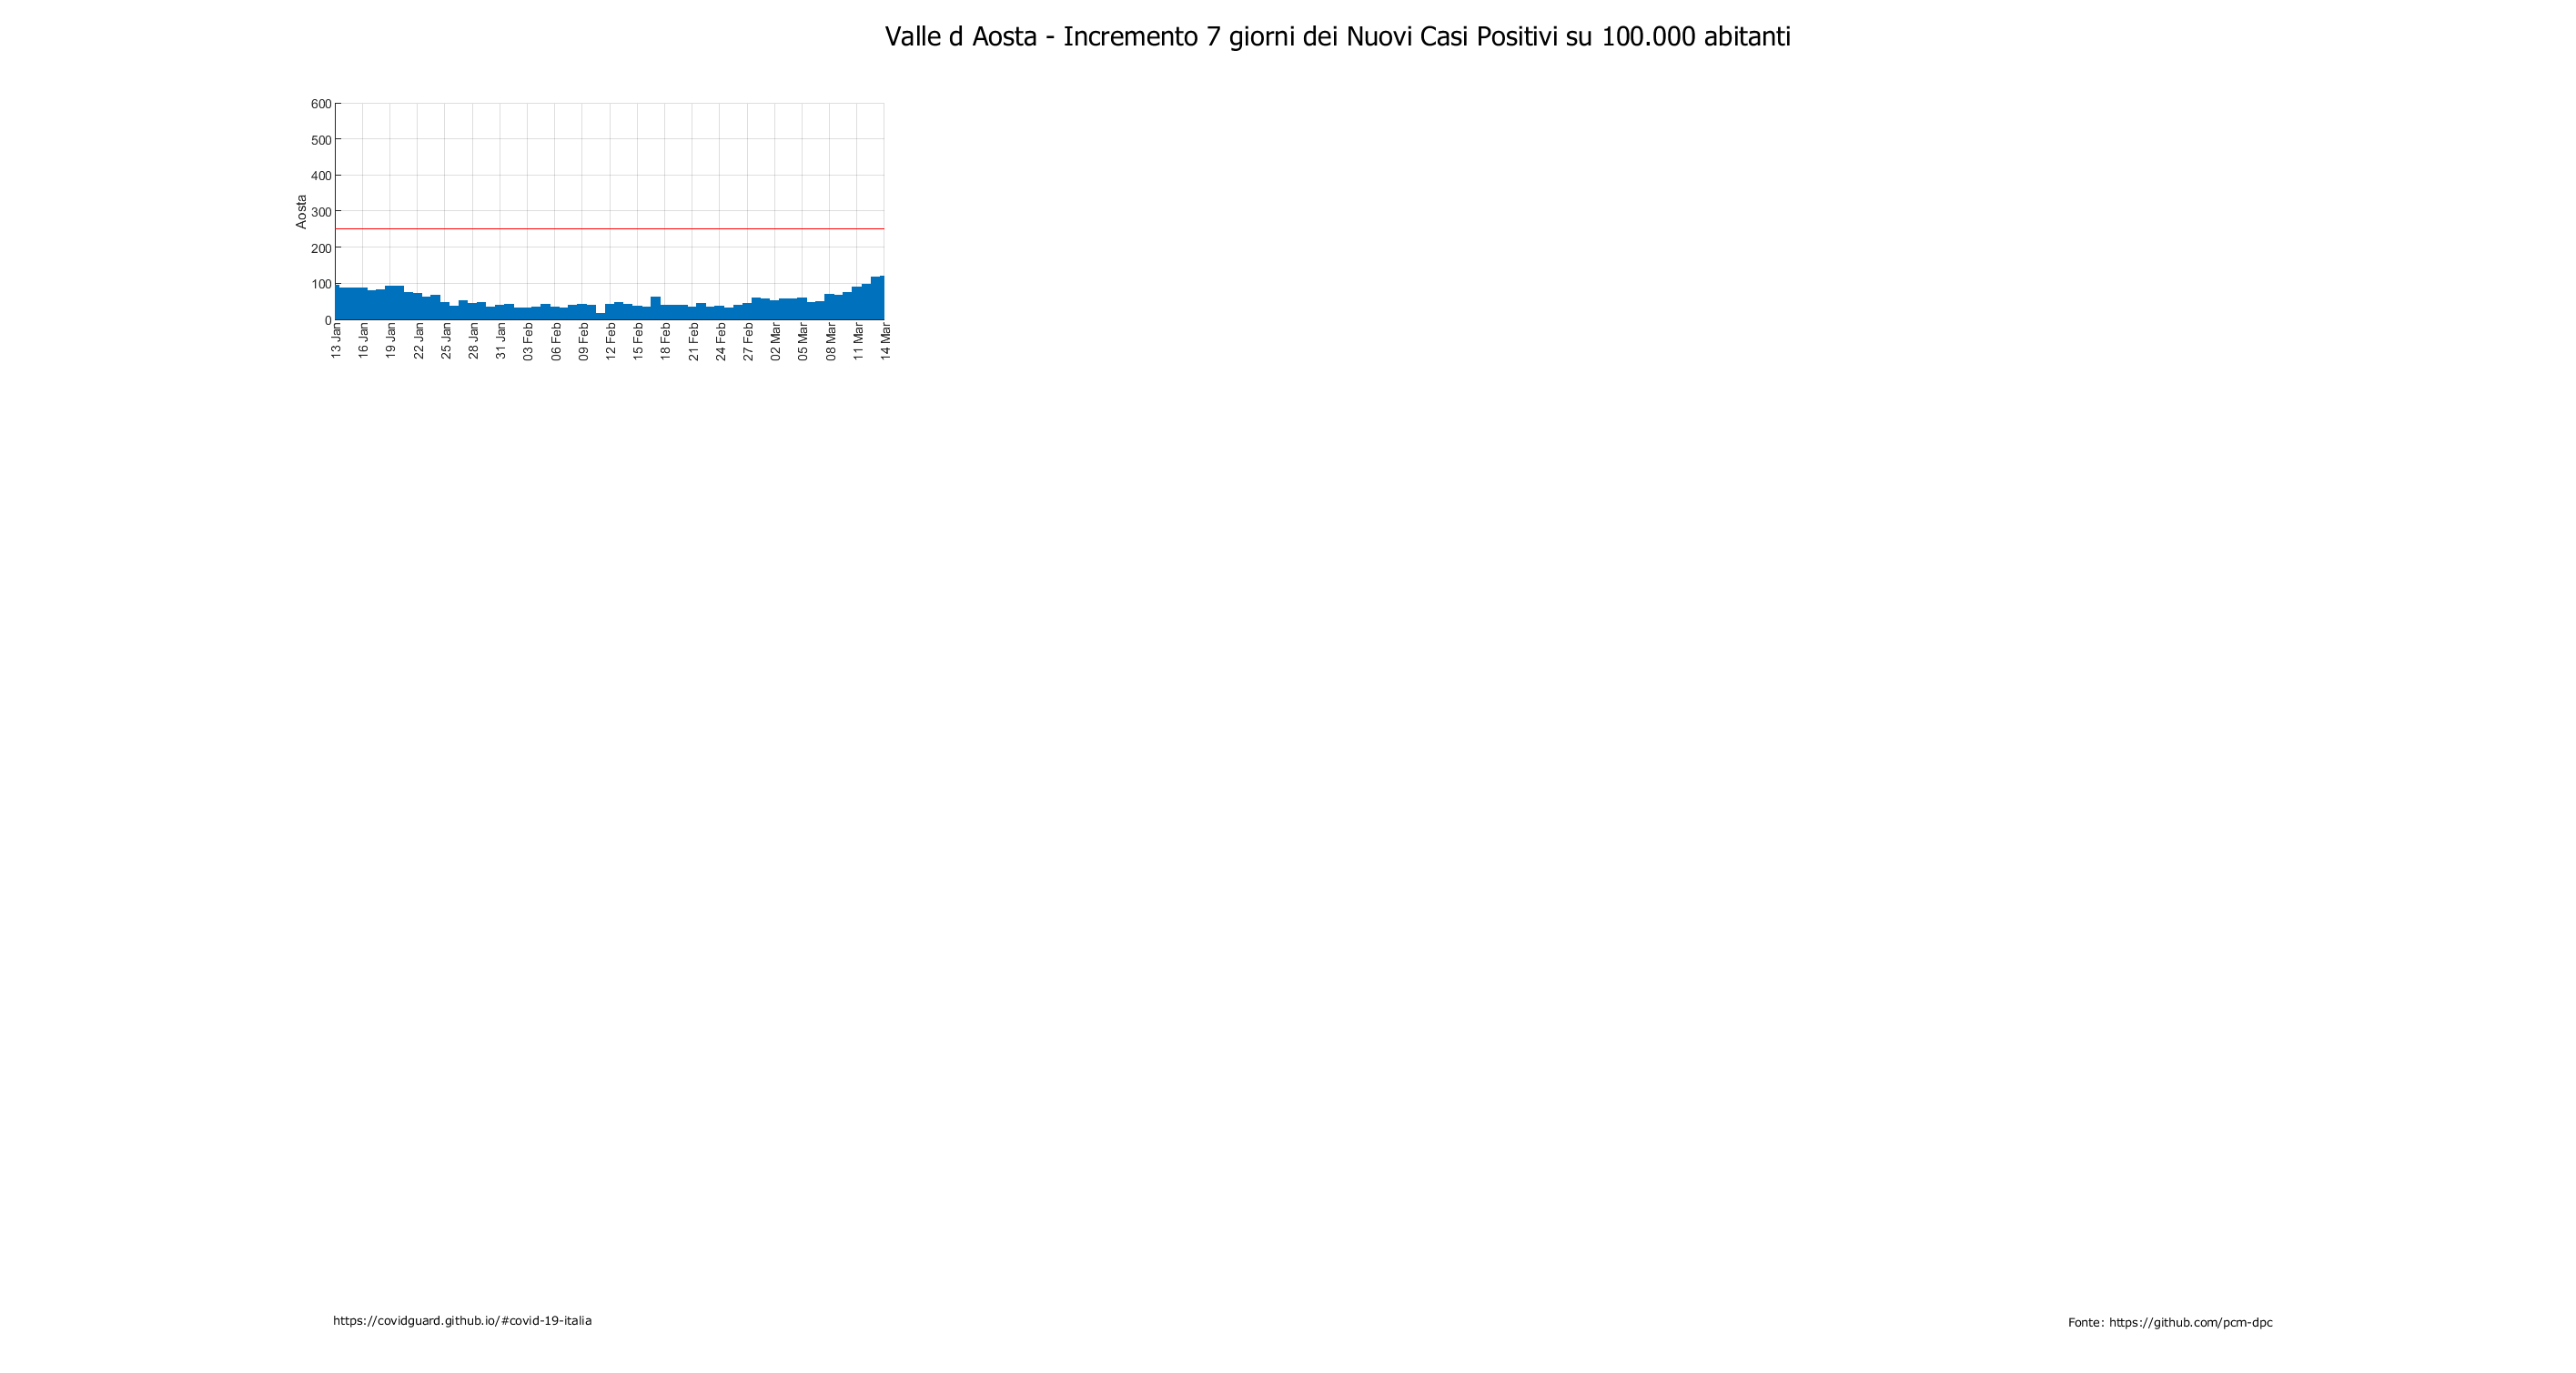 Valle d Aosta - Incremento 7 giorni dei Nuovi Casi Positivi su 100.000 abitanti
600
500
400
300
200
100
0
Aosta
13 Jan
16 Jan
19 Jan
22 Jan
25 Jan
28 Jan
31 Jan
03 Feb
06 Feb
09 Feb
12 Feb
15 Feb
18 Feb
21 Feb
24 Feb
27 Feb
02 Mar
05 Mar
08 Mar
11 Mar
14 Mar
https://covidguard.github.io/#covid-19-italia
Fonte: https://github.com/pcm-dpc